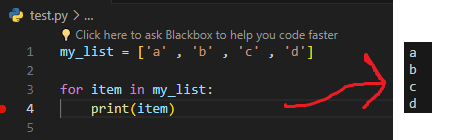 test.py > ...
Click here to ask Blackbox to help you code faster
1 my_list = ['a' , 'b' , 'c' , 'd']
2
3 for item in my_list:
4     print(item)
a
b
c
d